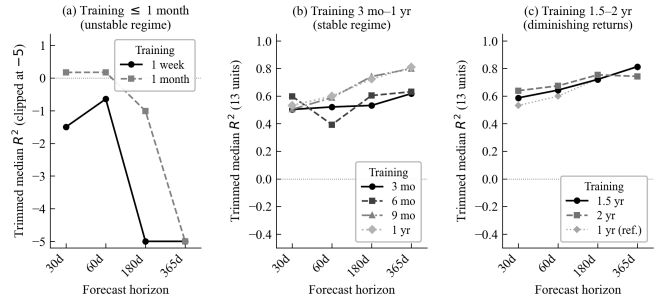 (a) Training ≤ 1 month
(unstable regime)
Trimmed median R² (clipped at −5)
1
0
−1
−2
−3
−4
−5
Training
1 week
1 month
30d
60d
180d
365d
Forecast horizon
(b) Training 3 mo–1 yr
(stable regime)
Trimmed median R² (13 units)
1.0
0.8
0.6
0.4
0.2
0.0
−0.2
−0.4
Training
3 mo
6 mo
9 mo
1 yr
30d
60d
180d
365d
Forecast horizon
(c) Training 1.5–2 yr
(diminishing returns)
Trimmed median R² (13 units)
1.0
0.8
0.6
0.4
0.2
0.0
−0.2
−0.4
Training
1.5 yr
2 yr
1 yr (ref.)
30d
60d
180d
365d
Forecast horizon